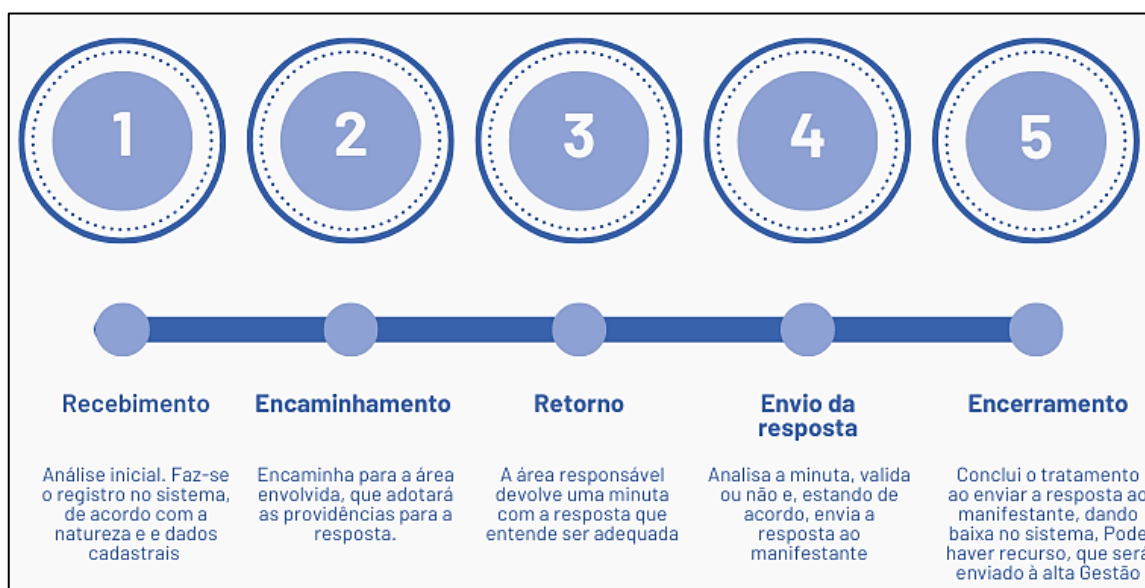 1
2
3
4
5
Recebimento
Análise inicial. Faz-se
o registro no sistema,
de acordo com a
natureza e e dados
cadastrais
Encaminhamento
Encaminha para a área
envolvida, que adotará
as providências para a
resposta.
Retorno
A área responsável
devolve uma minuta
com a resposta que
entende ser adequada
Envio da
resposta
Analisa a minuta, valida
ou não e, estando de
acordo, envia a
resposta ao
manifestante
Encerramento
Conclui o tratamento
ao enviar a resposta ao
manifestante, dando
baixa no sistema, Pode
haver recurso, que será
enviado à alta Gestão